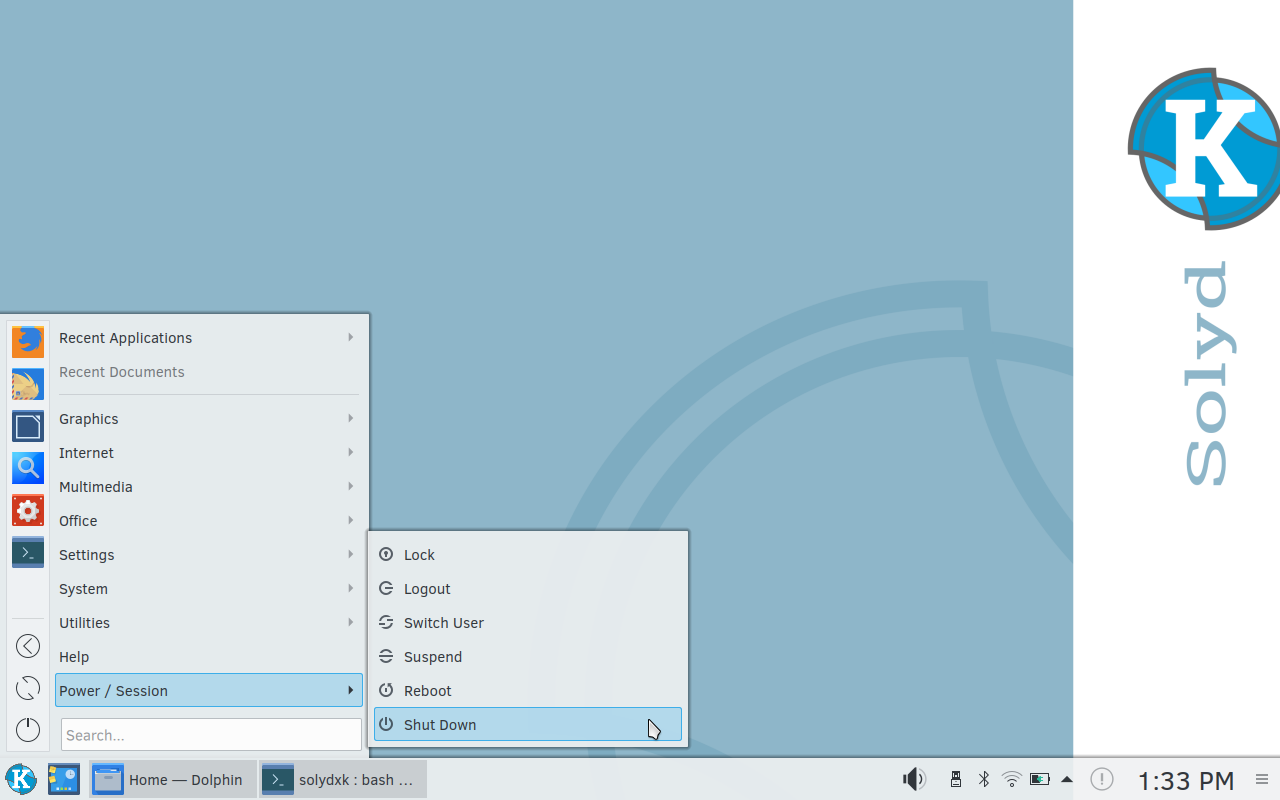 K
Solyd
Recent Applications
Recent Documents
Graphics
Internet
Multimedia
Office
Settings
System
Utilities
Help
Power / Session
Search...
Lock
Logout
Switch User
Suspend
Reboot
Shut Down
K
Home — Dolphin
solydxk : bash ...
1:33 PM